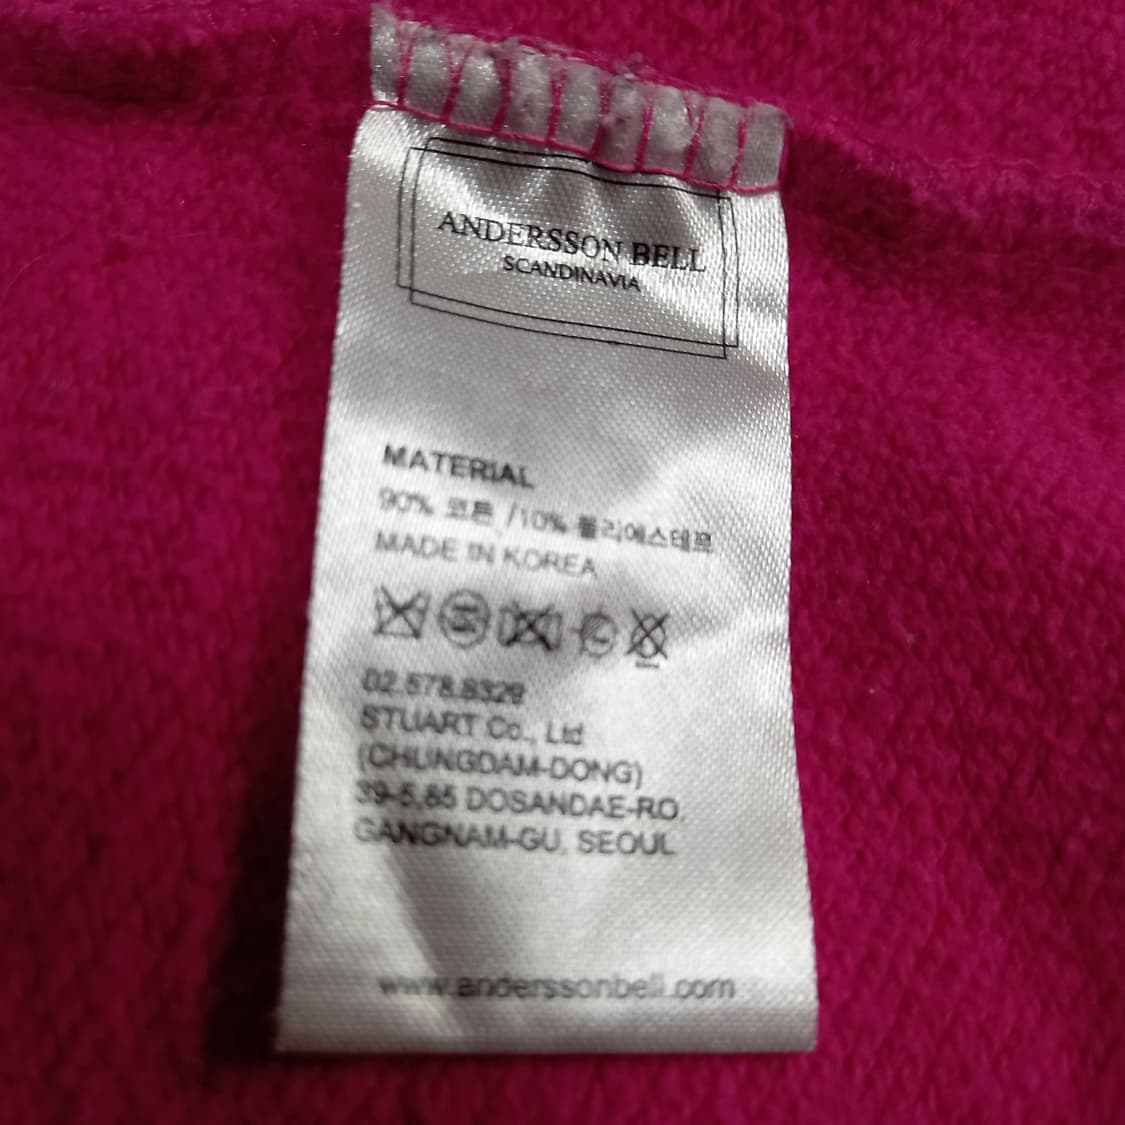 ANDERSSON BELL
SCANDINAVIA
MATERIAL
90% 코튼 /10% 폴리에스테르
MADE IN KOREA
02.578.8329
STUART Co., Ltd
(CHUNGDAM-DONG)
39-5,85 DOSANDAE-RO
GANGNAM-GU, SEOUL
www.anderssonbell.com